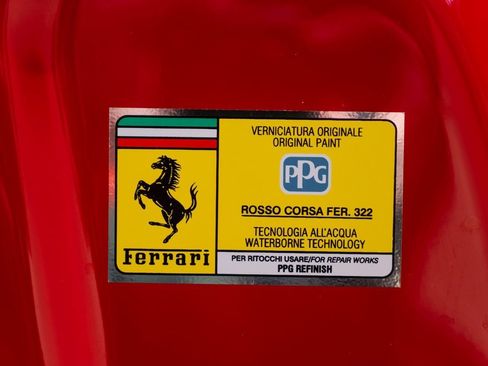 VERNICIATURA ORIGINALE
ORIGINAL PAINT
PPG
ROSSO CORSA FER. 322
TECNOLOGIA ALL'ACQUA
WATERBORNE TECHNOLOGY
Ferrari
PER RITOCCHI USARE/FOR REPAIR WORKS
PPG REFINISH